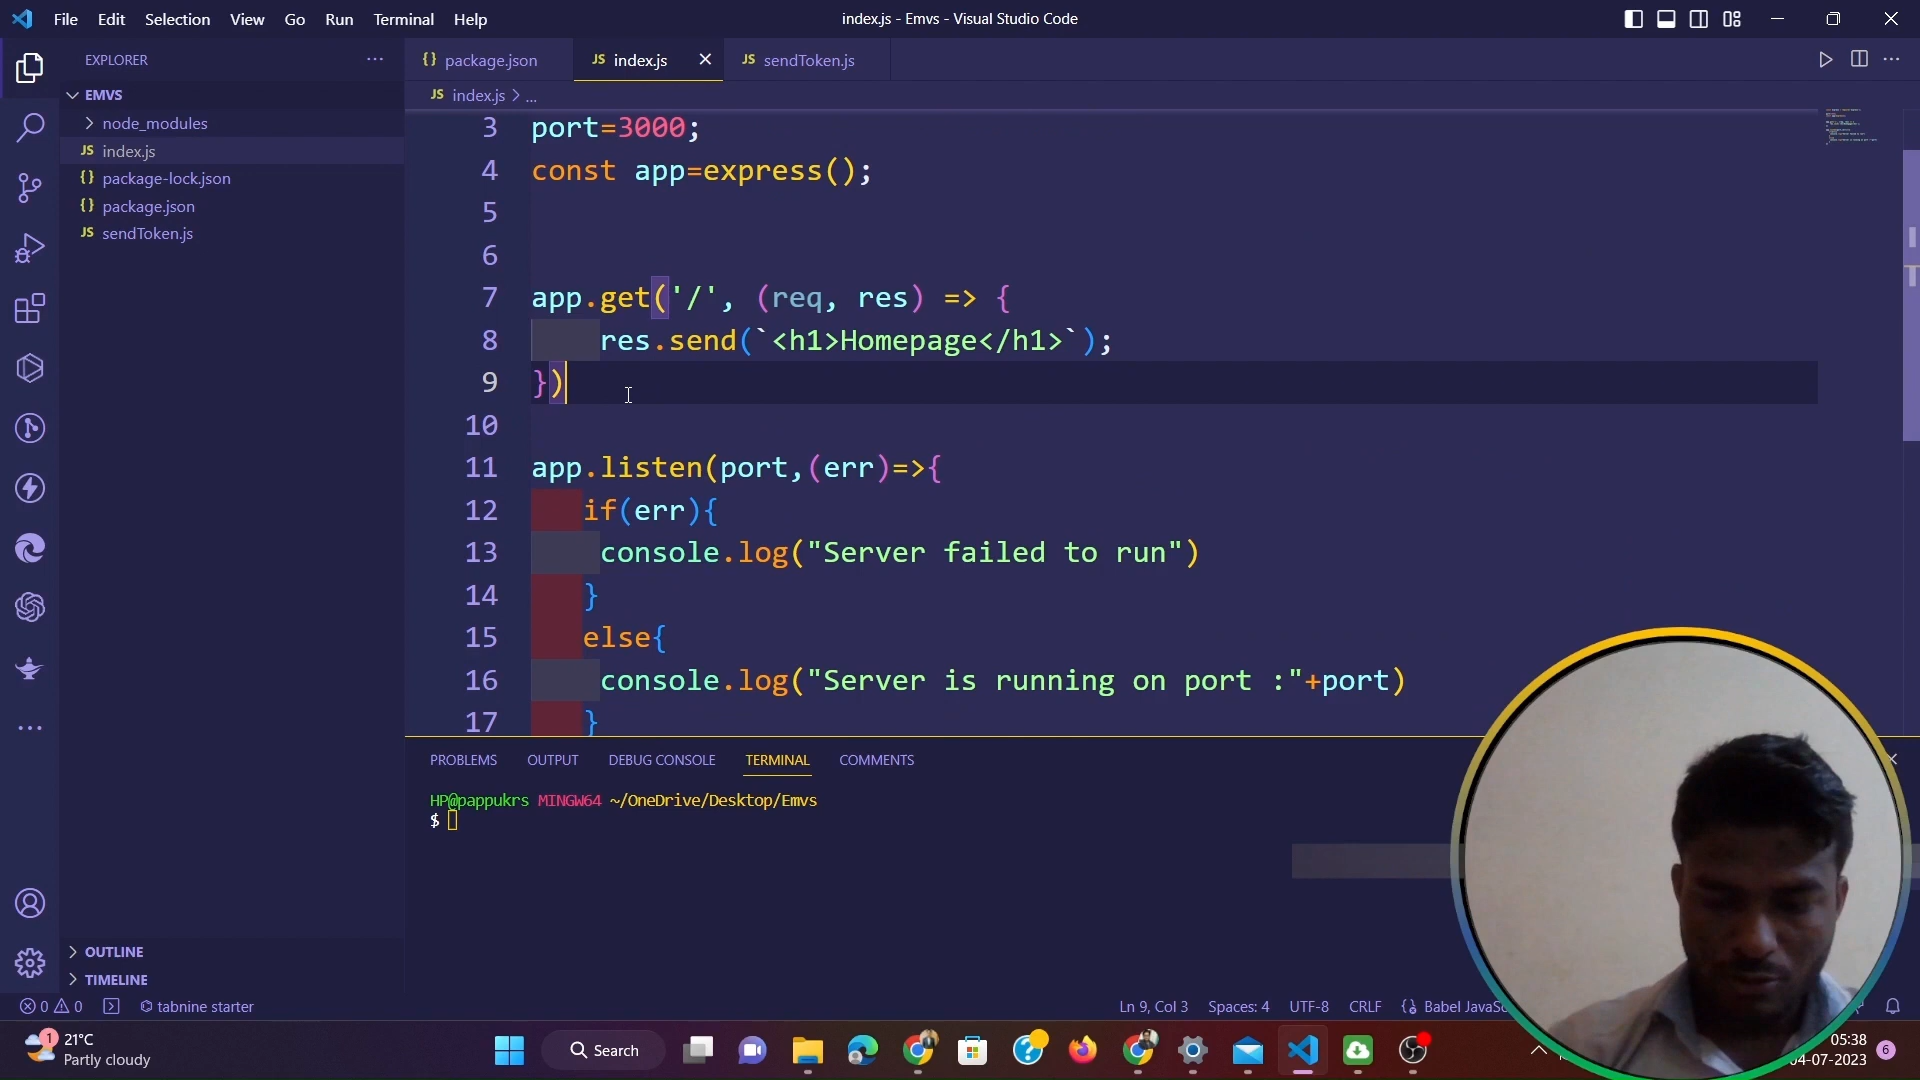 File Edit Selection View Go Run Terminal Help
index.js - Emvs - Visual Studio Code
EXPLORER
EMVS
node_modules
JS index.js
{} package-lock.json
{} package.json
JS sendToken.js
OUTLINE
TIMELINE
{} package.json
JS index.js
JS sendToken.js
JS index.js > ...
3 port=3000;
4 const app=express();
5
6
7 app.get('/', (req, res) => {
8 res.send(`<h1>Homepage</h1>`);
9 })
10
11 app.listen(port,(err)=>{
12 if(err){
13 console.log("Server failed to run")
14 }
15 else{
16 console.log("Server is running on port :"+port)
17 }
PROBLEMS OUTPUT DEBUG CONSOLE TERMINAL COMMENTS
HP@pappukrs MINGW64 ~/OneDrive/Desktop/Emvs
$
0 0 tabnine starter
Ln 9, Col 3 Spaces: 4 UTF-8 CRLF {} Babel JavaSc
1 21°C
Partly cloudy
Search
05:38
04-07-2023
6